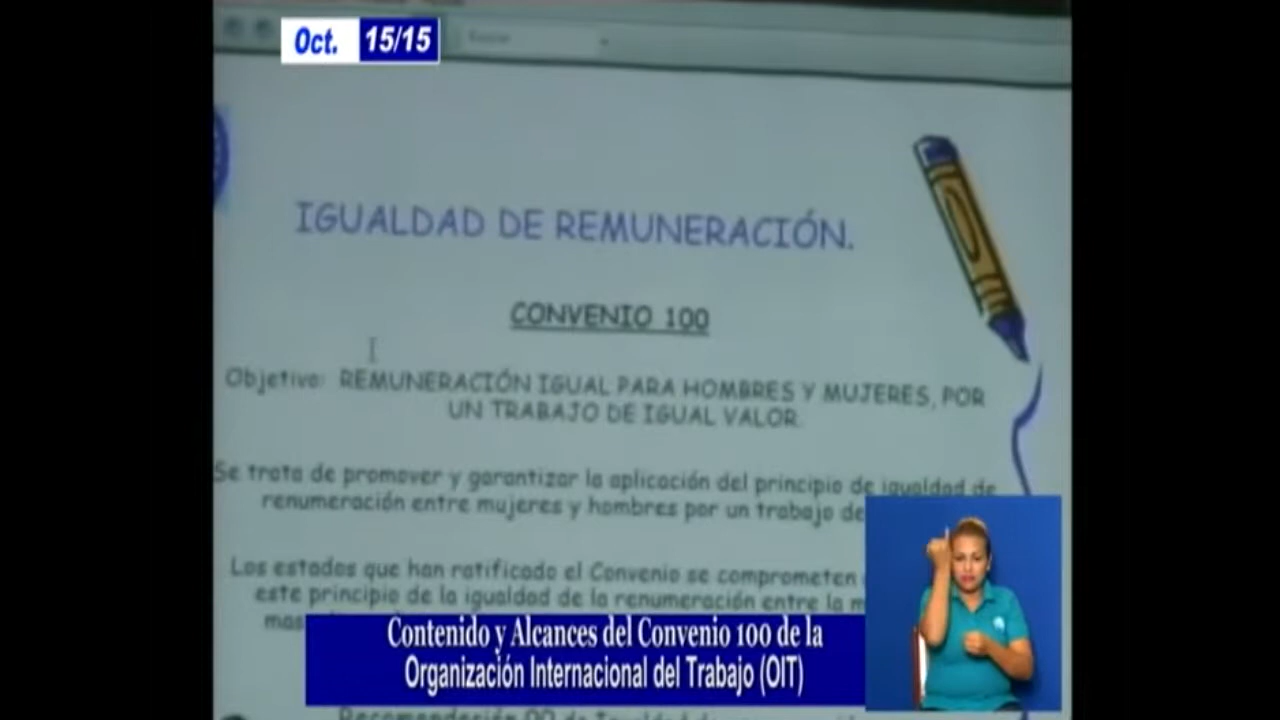 Oct. 15/15
IGUALDAD DE REMUNERACIÓN.
CONVENIO 100
Objetivo: REMUNERACIÓN IGUAL PARA HOMBRES Y MUJERES, POR
UN TRABAJO DE IGUAL VALOR.
Se trata de promover y garantizar la aplicación del principio de igualdad de
renumeración entre mujeres y hombres por un trabajo de
Los estados que han ratificado el Convenio se comprometen
este principio de la igualdad de la renumeración entre la m
mas
Contenido y Alcances del Convenio 100 de la
Organización Internacional del Trabajo (OIT)